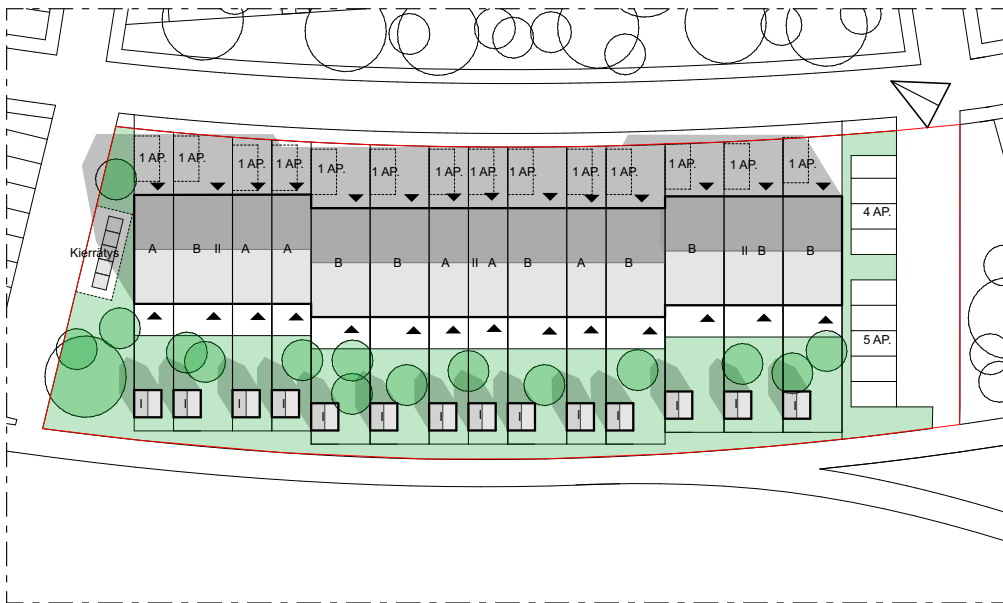 1 AP. 1 AP. 1 AP. 1 AP. 1 AP. 1 AP. 1 AP. 1 AP. 1 AP. 1 AP. 1 AP. 1 AP. 1 AP. 1 AP.
4 AP.
Kierrätys
A B II A A B B A II A B A B B II B B
5 AP.
I I I I I I I I I I I I I I